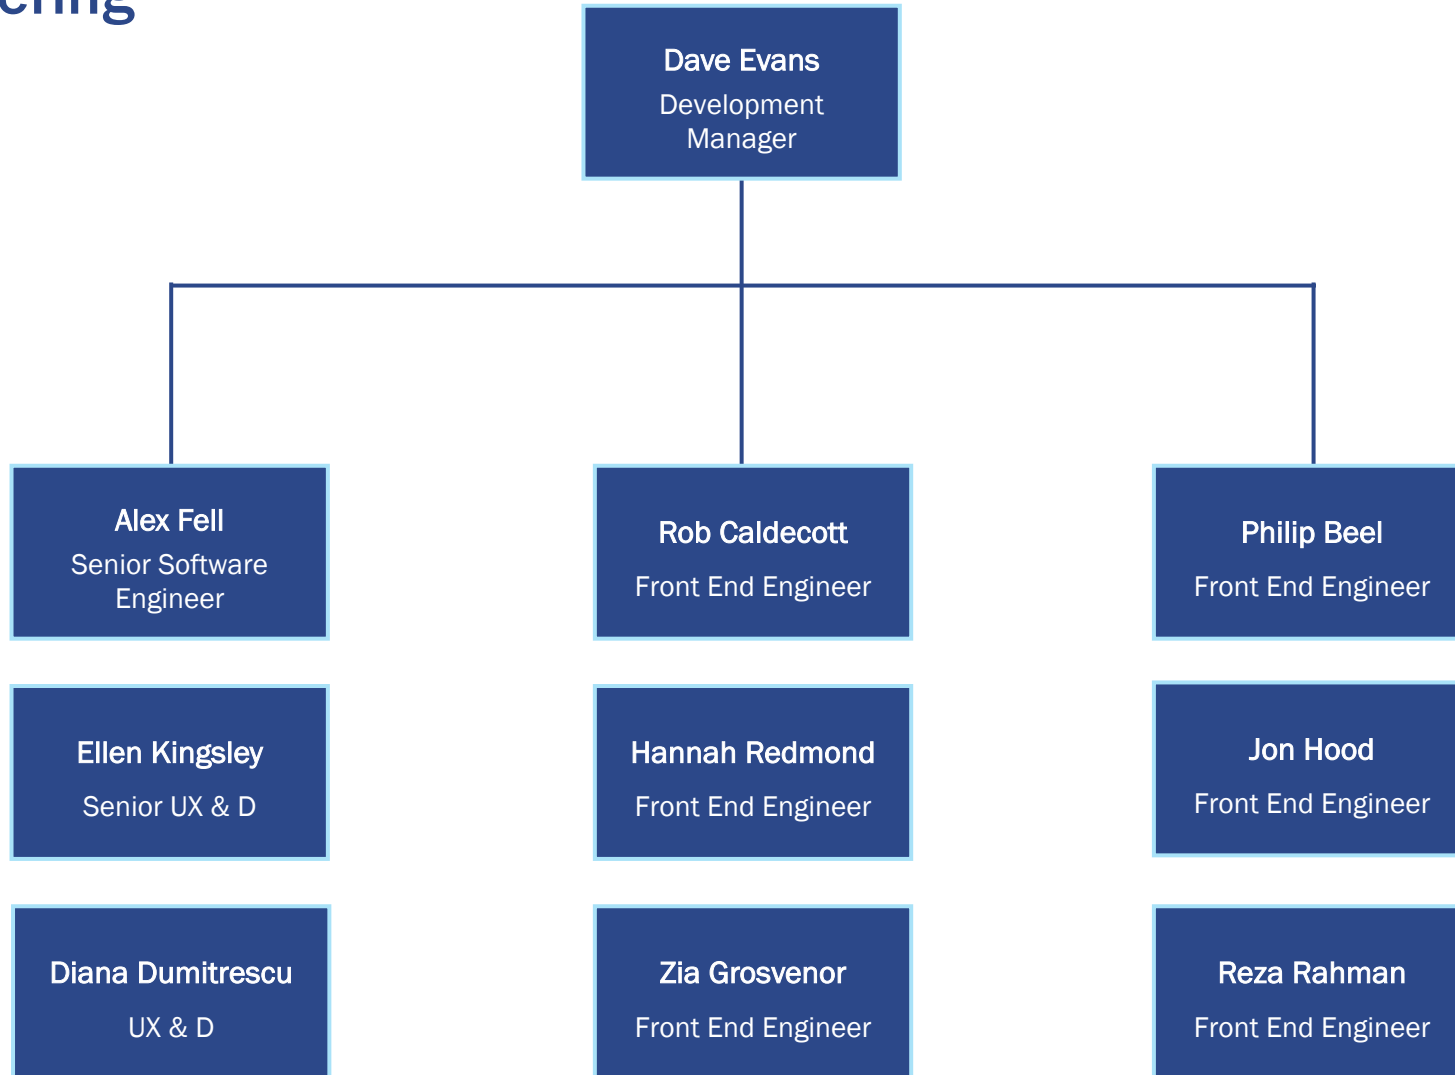 ering
Dave Evans
Development
Manager
Alex Fell
Senior Software
Engineer
Rob Caldecott
Front End Engineer
Philip Beel
Front End Engineer
Ellen Kingsley
Senior UX & D
Hannah Redmond
Front End Engineer
Jon Hood
Front End Engineer
Diana Dumitrescu
UX & D
Zia Grosvenor
Front End Engineer
Reza Rahman
Front End Engineer